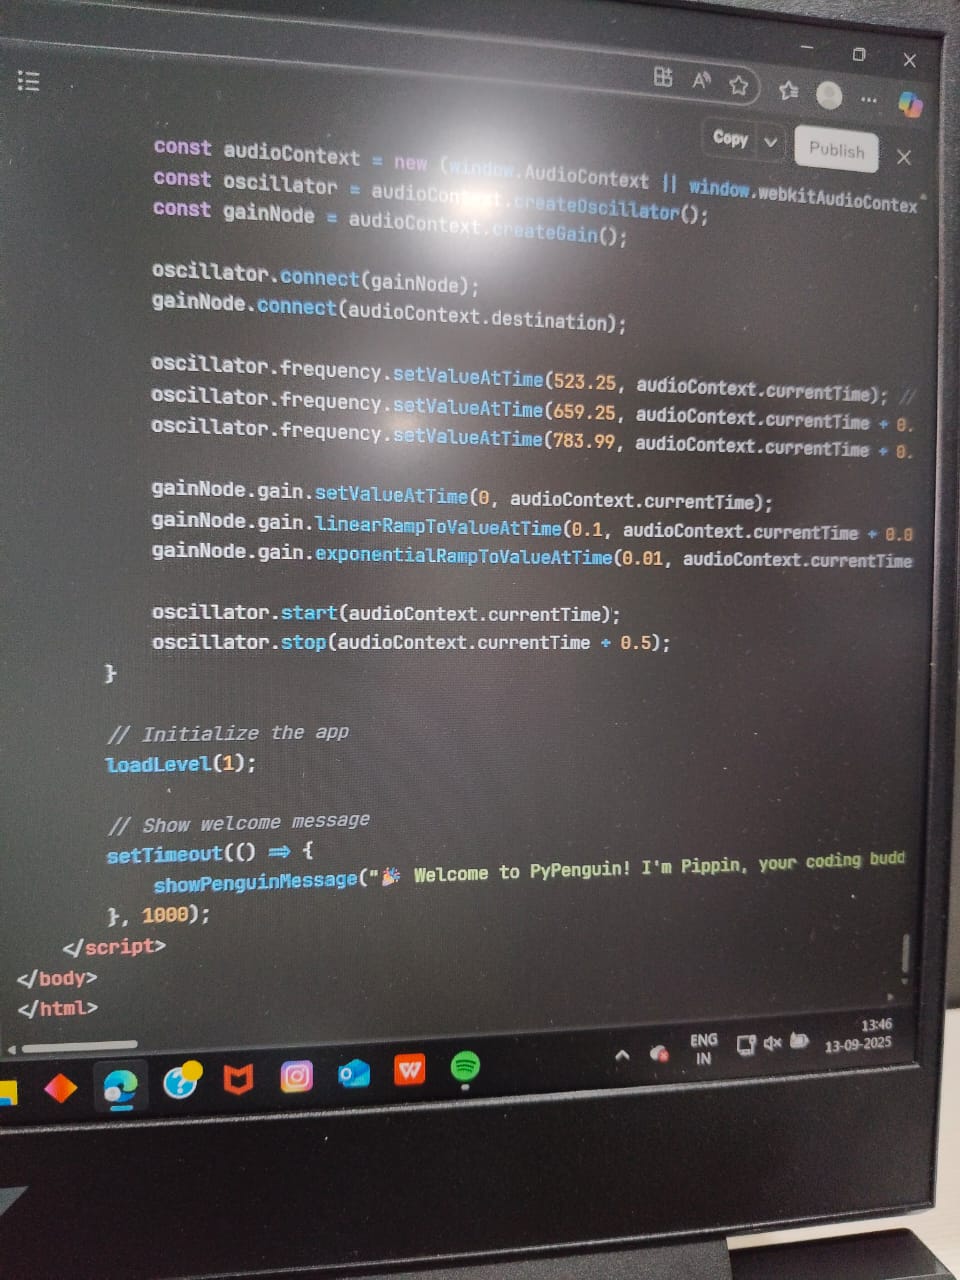 Copy
Publish
const audioContext = new (window.AudioContext || window.webkitAudioContex
const oscillator = audioContext.createOscillator();
const gainNode = audioContext.createGain();
oscillator.connect(gainNode);
gainNode.connect(audioContext.destination);
oscillator.frequency.setValueAtTime(523.25, audioContext.currentTime); //
oscillator.frequency.setValueAtTime(659.25, audioContext.currentTime + 0.
oscillator.frequency.setValueAtTime(783.99, audioContext.currentTime + 0.
gainNode.gain.setValueAtTime(0, audioContext.currentTime);
gainNode.gain.linearRampToValueAtTime(0.1, audioContext.currentTime + 0.0
gainNode.gain.exponentialRampToValueAtTime(0.01, audioContext.currentTime
oscillator.start(audioContext.currentTime);
oscillator.stop(audioContext.currentTime + 0.5);
}
// Initialize the app
loadLevel(1);
// Show welcome message
setTimeout(() => {
showPenguinMessage("🎉 Welcome to PyPenguin! I'm Pippin, your coding budd
}, 1000);
</script>
</body>
</html>
ENG
IN
13:46
13-09-2025